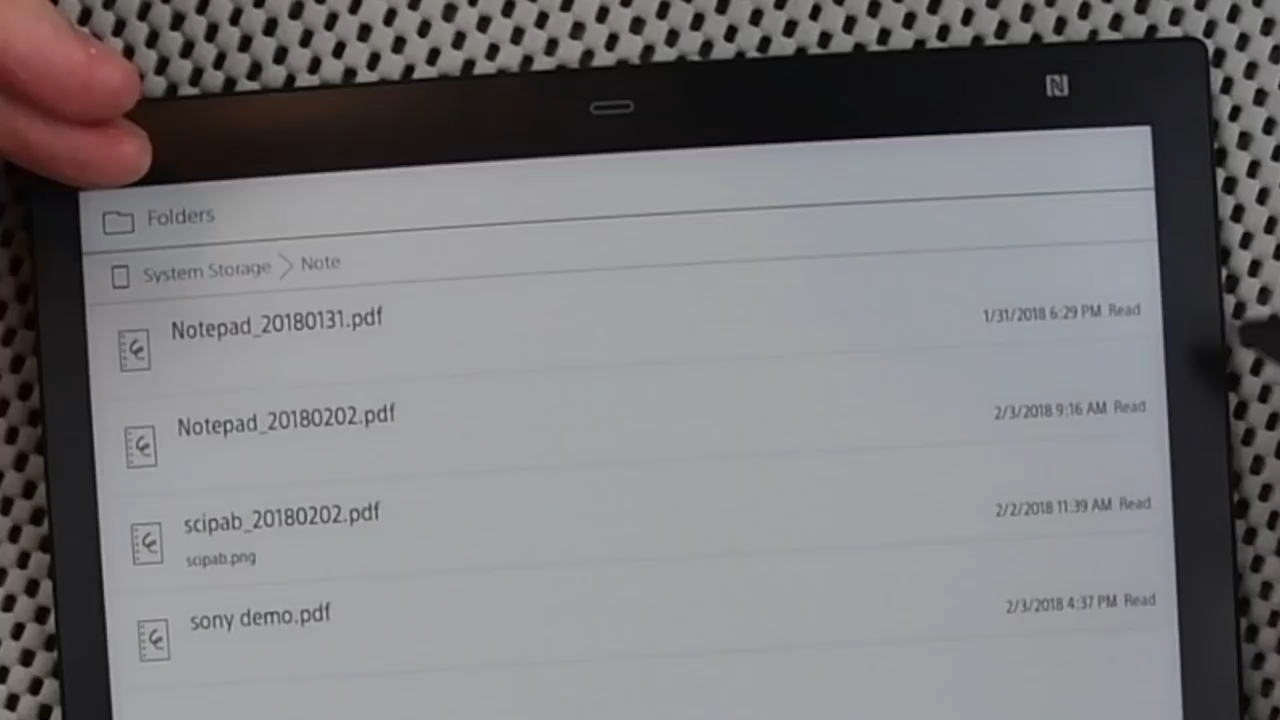 Folders
System Storage > Note
Notepad_20180131.pdf 1/31/2018 6:29 PM Read
Notepad_20180202.pdf 2/3/2018 9:16 AM Read
scipab_20180202.pdf 2/2/2018 11:39 AM Read
scipab.png
sony demo.pdf 2/3/2018 4:37 PM Read